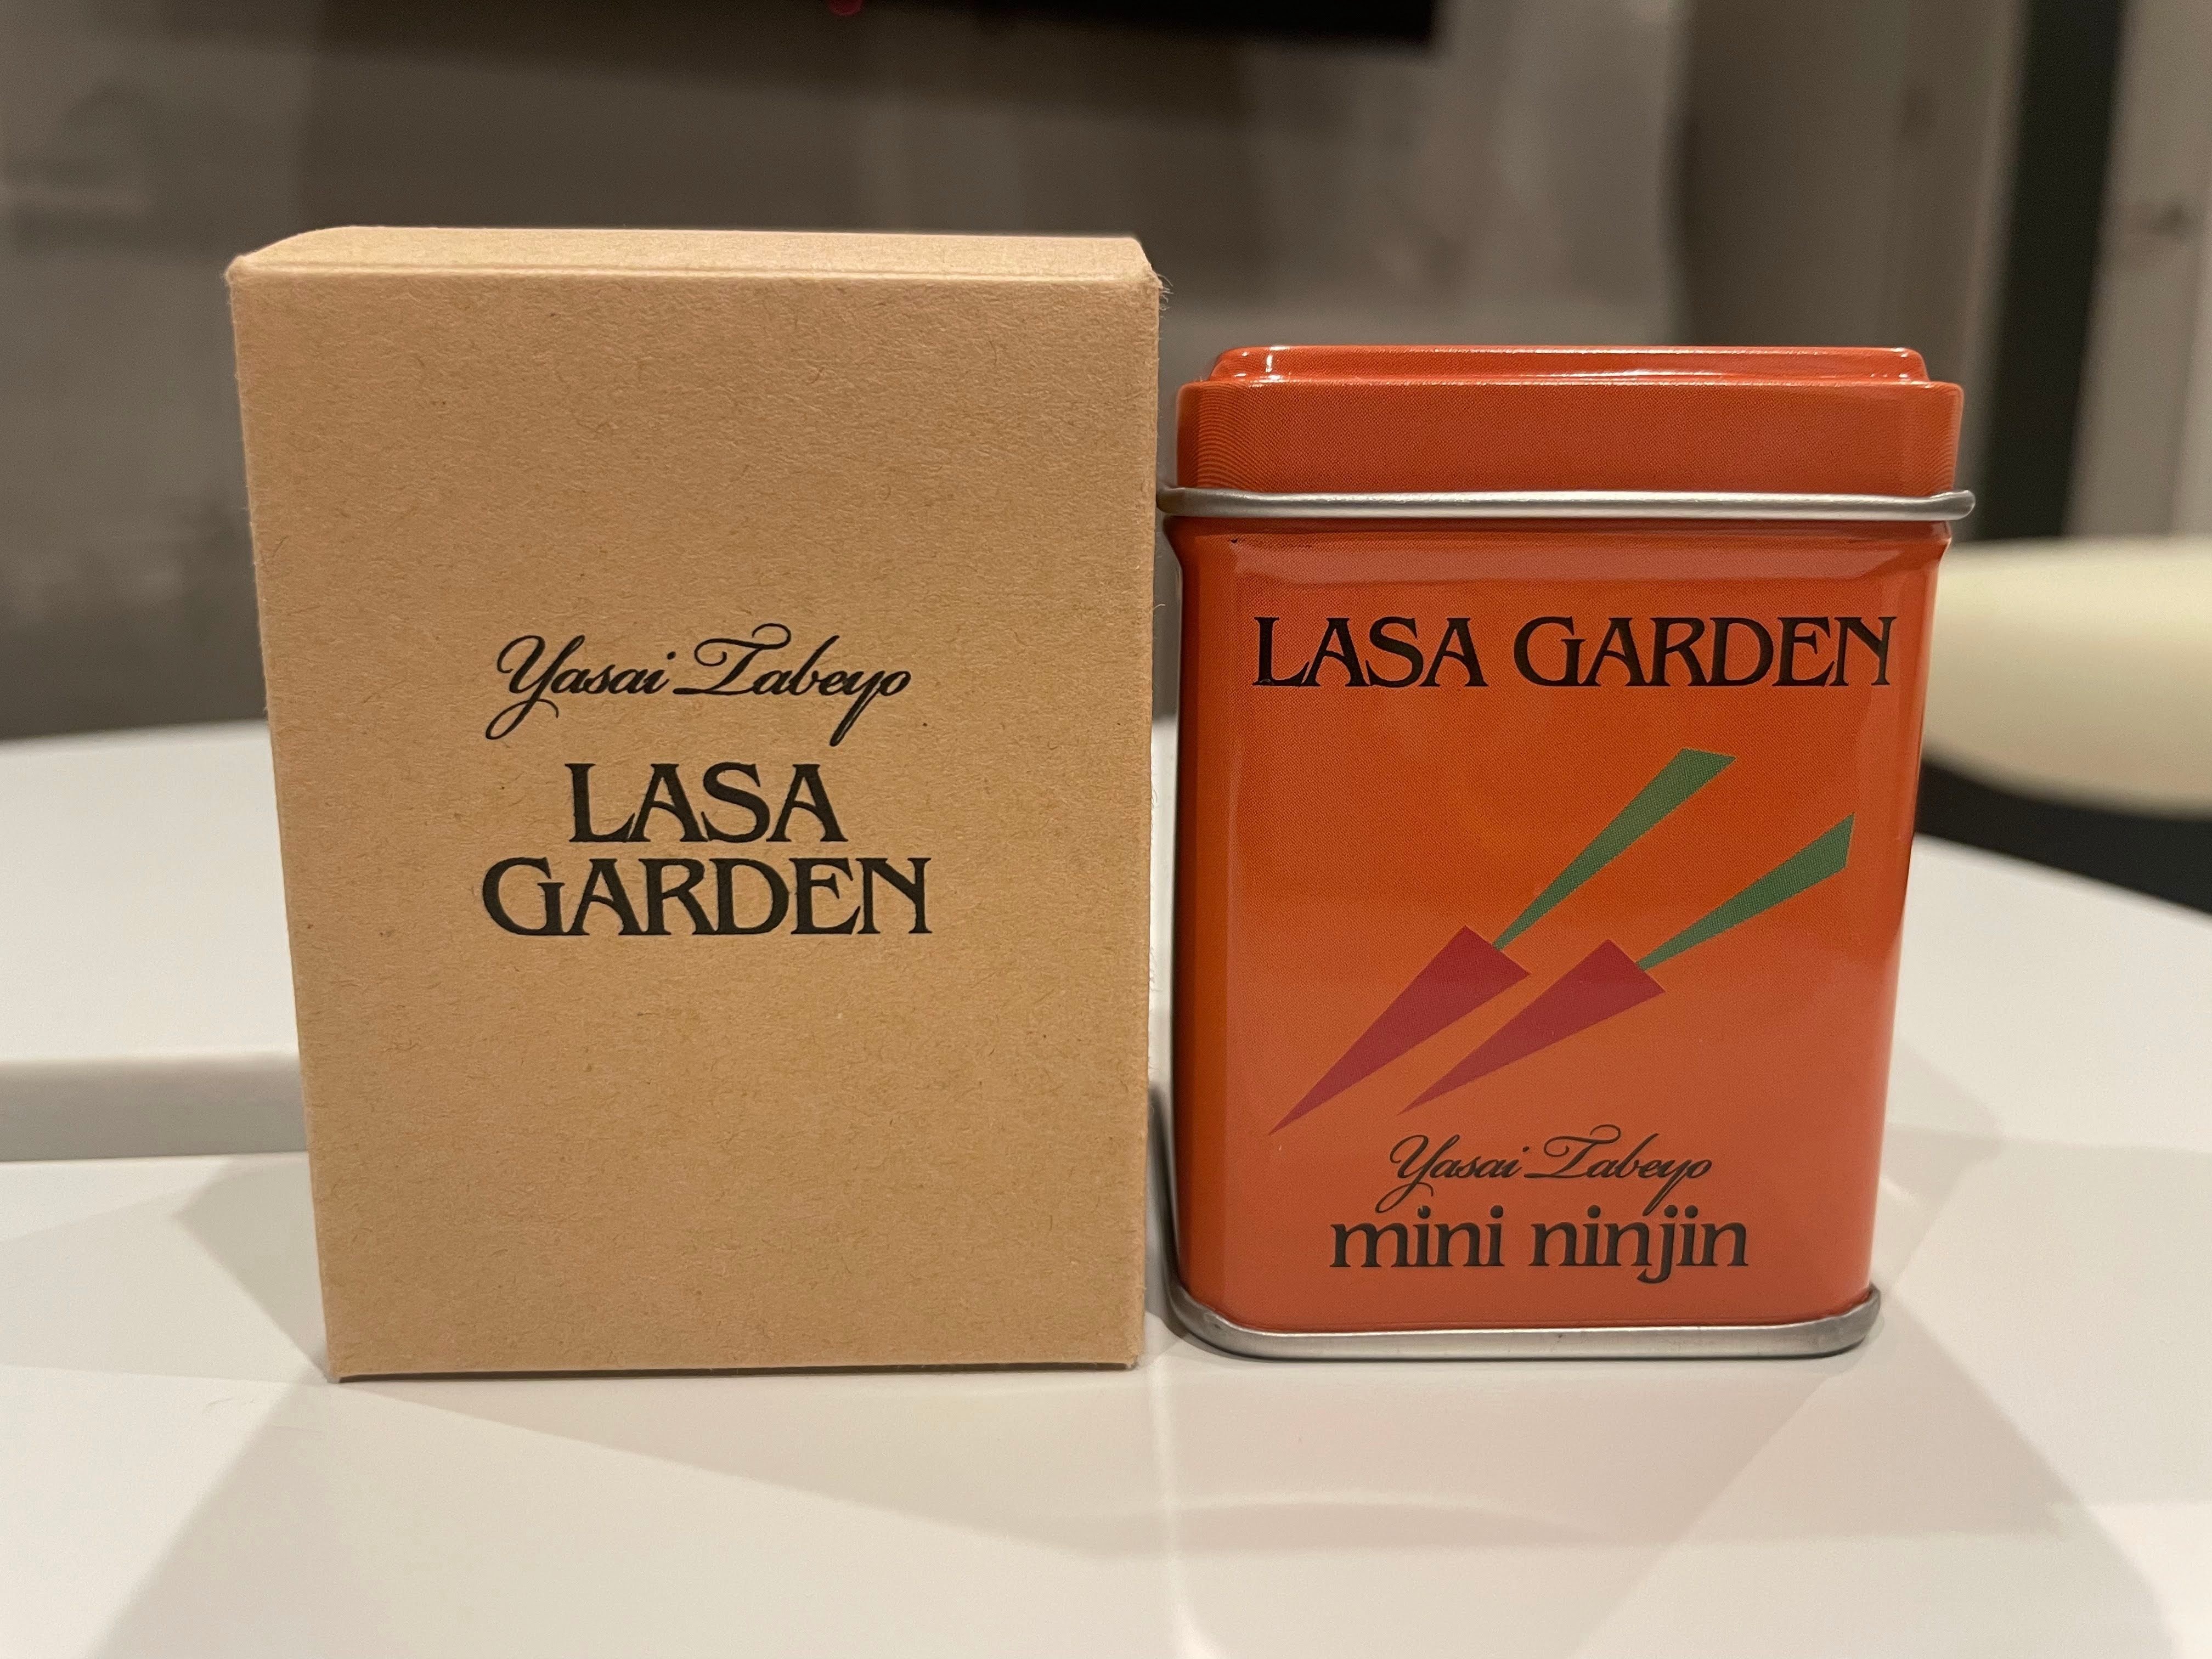 Yasai Tabeyo
LASA
GARDEN
LASA GARDEN
Yasai Tabeyo
mini ninjin